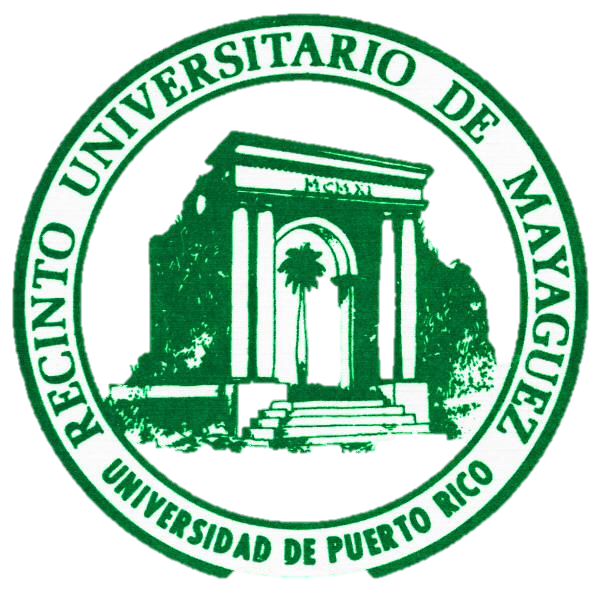 RECINTO UNIVERSITARIO DE MAYAGUEZ
MCMXI
UNIVERSIDAD DE PUERTO RICO